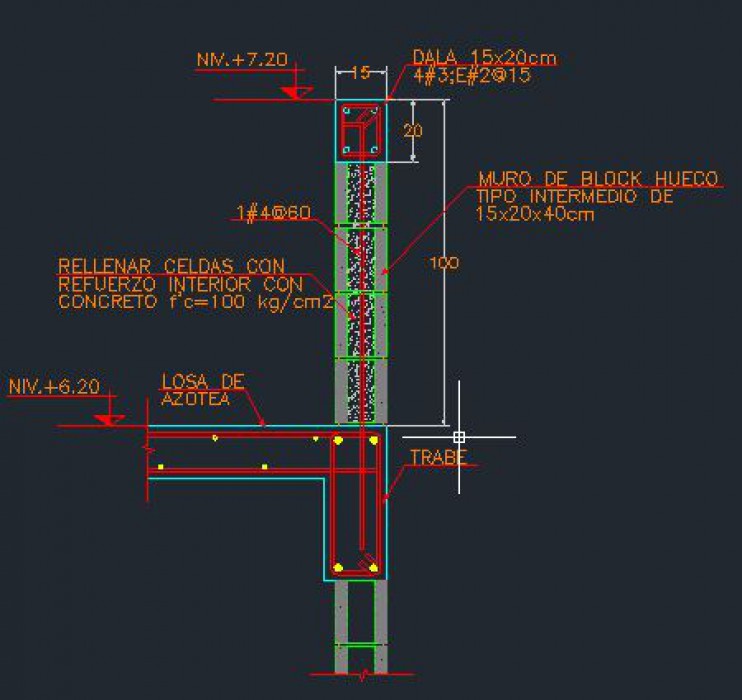 NIV.+7.20
DALA 15x20cm
4#3;E#2@15
15
20
MURO DE BLOCK HUECO
TIPO INTERMEDIO DE
15x20x40cm
1#4@60
100
RELLENAR CELDAS CON
REFUERZO INTERIOR CON
CONCRETO f'c=100 kg/cm2
NIV.+6.20
LOSA DE
AZOTEA
TRABE